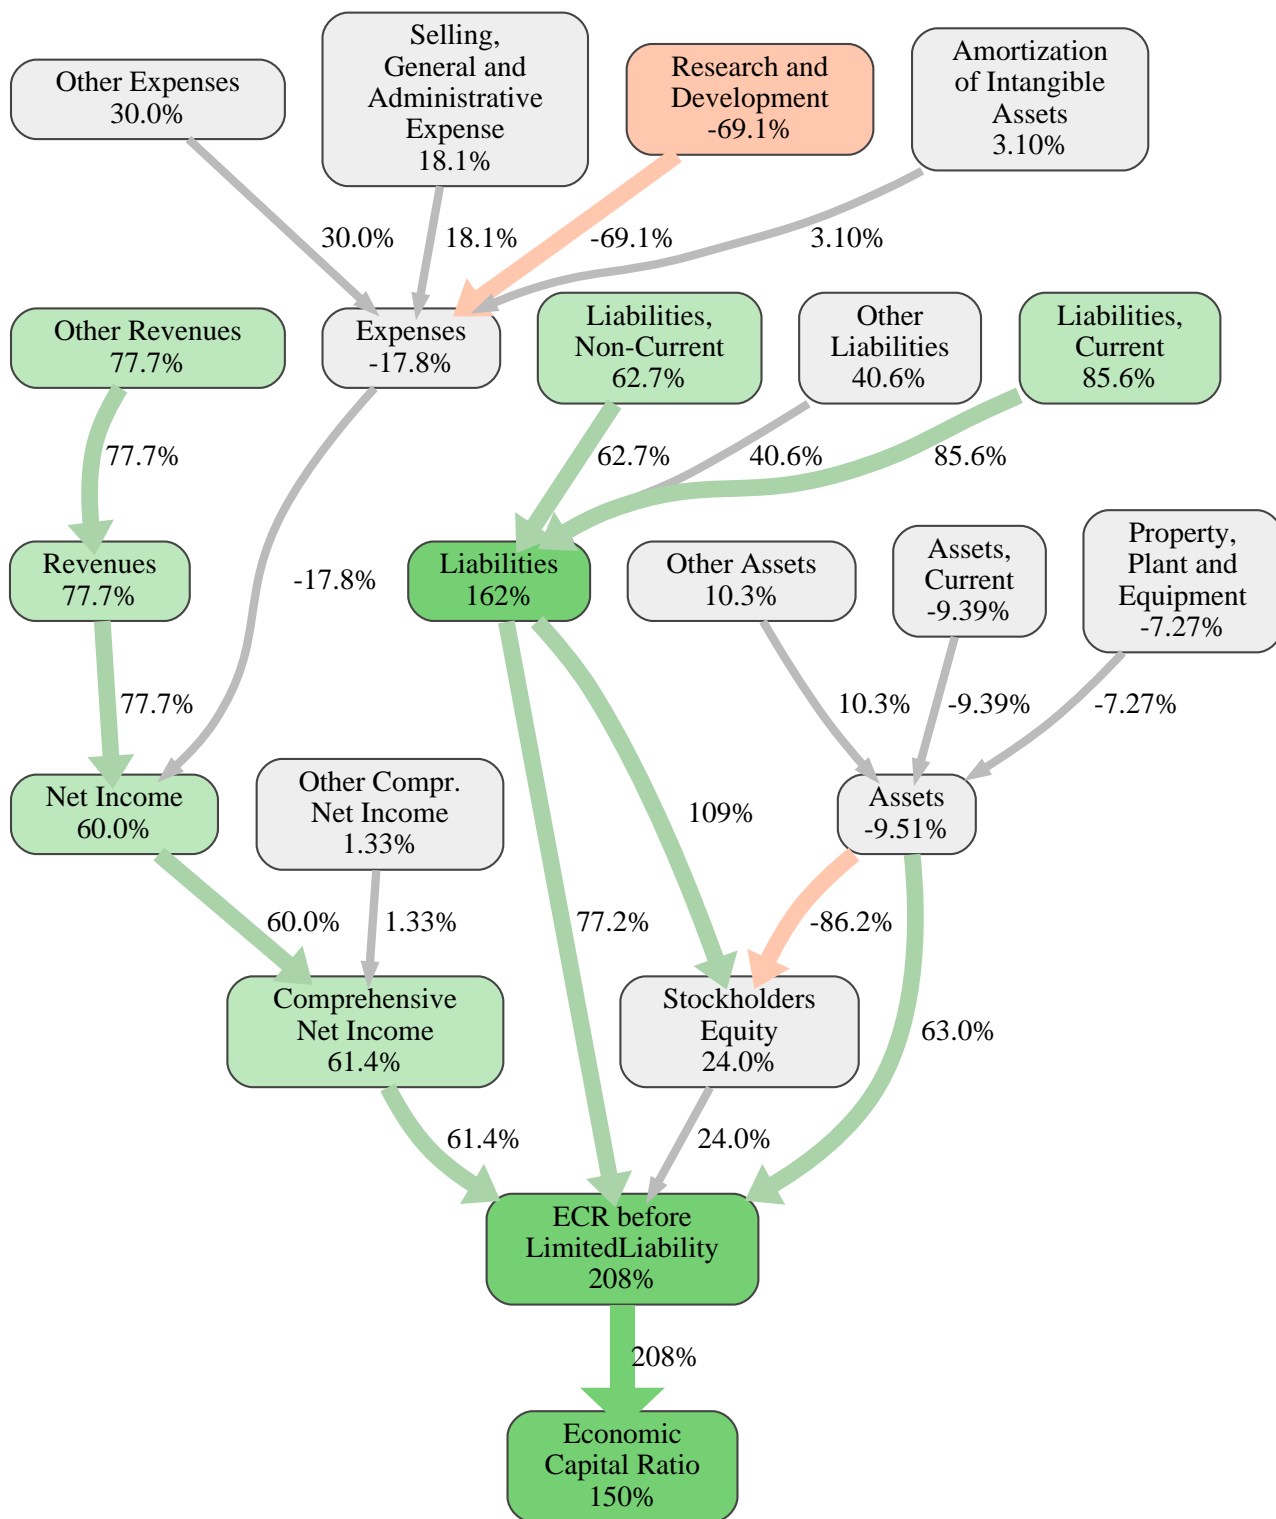 Other Expenses
30.0%
Selling,
General and
Administrative
Expense
18.1%
Research and
Development
-69.1%
Amortization
of Intangible
Assets
3.10%
30.0%
18.1%
-69.1%
3.10%
Other Revenues
77.7%
Expenses
-17.8%
Liabilities,
Non-Current
62.7%
Other
Liabilities
40.6%
Liabilities,
Current
85.6%
77.7%
62.7%
40.6%
85.6%
Revenues
77.7%
-17.8%
Liabilities
162%
Other Assets
10.3%
Assets,
Current
-9.39%
Property,
Plant and
Equipment
-7.27%
77.7%
10.3%
-9.39%
-7.27%
Net Income
60.0%
Other Compr.
Net Income
1.33%
109%
Assets
-9.51%
60.0%
1.33%
77.2%
-86.2%
Comprehensive
Net Income
61.4%
Stockholders
Equity
24.0%
63.0%
61.4%
24.0%
ECR before
LimitedLiability
208%
208%
Economic
Capital Ratio
150%